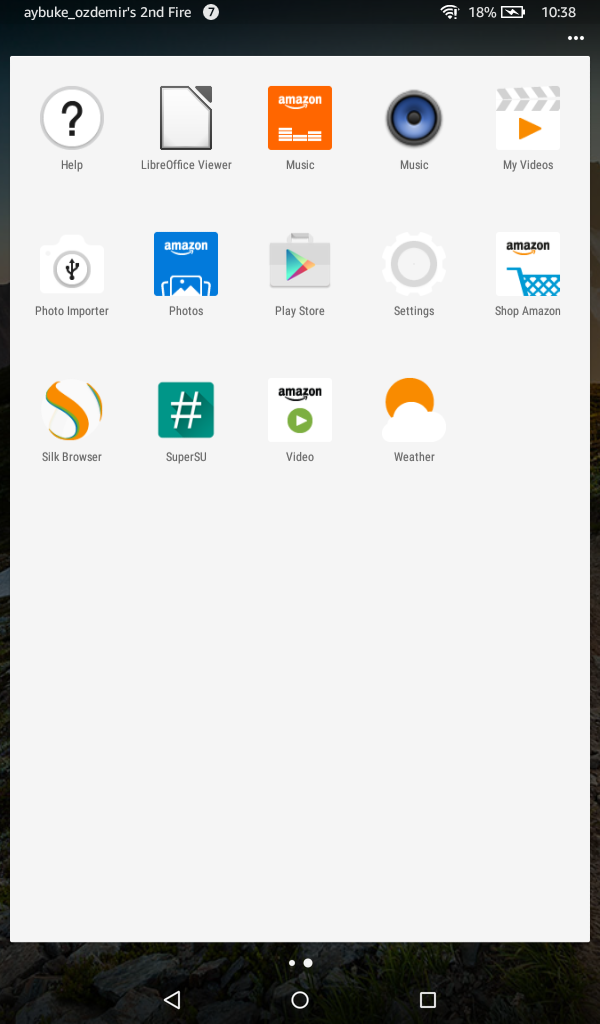 aybuke_ozdemir's 2nd Fire 7 18% 10:38
?
Help
LibreOffice Viewer
amazon
Music
Music
My Videos
Photo Importer
amazon
Photos
Play Store
Settings
amazon
Shop Amazon
Silk Browser
#
SuperSU
amazon
Video
Weather